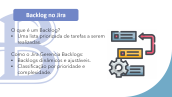 Backlog no Jira
O que é um Backlog?
• Uma lista priorizada de tarefas a serem
realizadas.
Como o Jira Gerencia Backlogs
• Backlogs dinâmicos e ajustáveis.
• Classificação por prioridade e
complexidade.